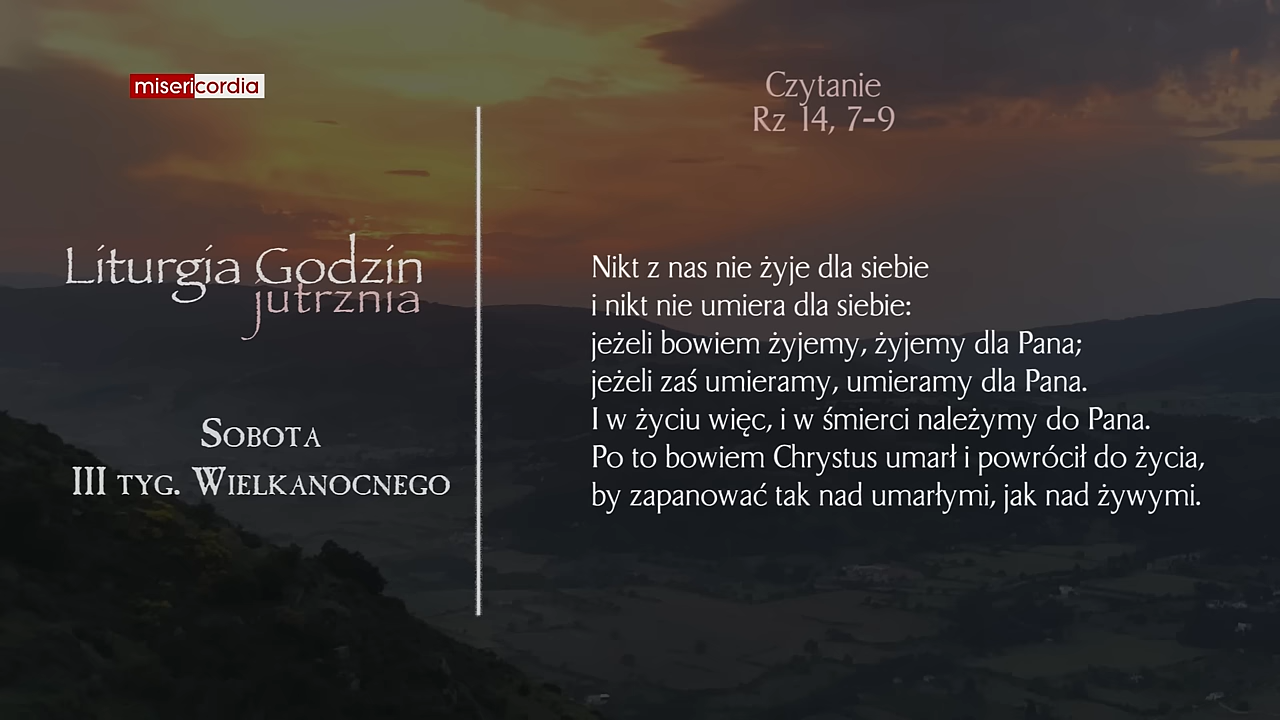 misericordia
Liturgia Godzin
jutrznia
Sobota
III tyg. Wielkanocnego
Czytanie
Rz 14, 7-9
Nikt z nas nie żyje dla siebie
i nikt nie umiera dla siebie:
jeżeli bowiem żyjemy, żyjemy dla Pana;
jeżeli zaś umieramy, umieramy dla Pana.
I w życiu więc, i w śmierci należymy do Pana.
Po to bowiem Chrystus umarł i powrócił do życia,
by zapanować tak nad umarłymi, jak nad żywymi.